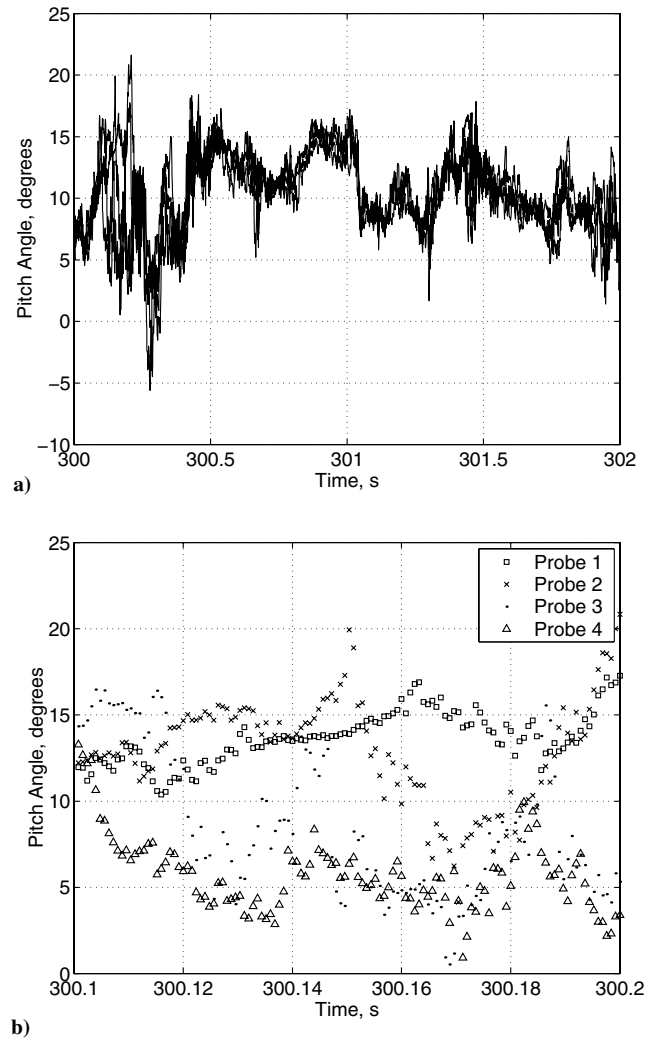 25
20
15
10
5
0
−5
−10
300
300.5
301
301.5
302
Pitch Angle, degrees
Time, s
a)
25
20
15
10
5
0
300.1
300.12
300.14
300.16
300.18
300.2
Pitch Angle, degrees
Time, s
Probe 1
Probe 2
Probe 3
Probe 4
b)